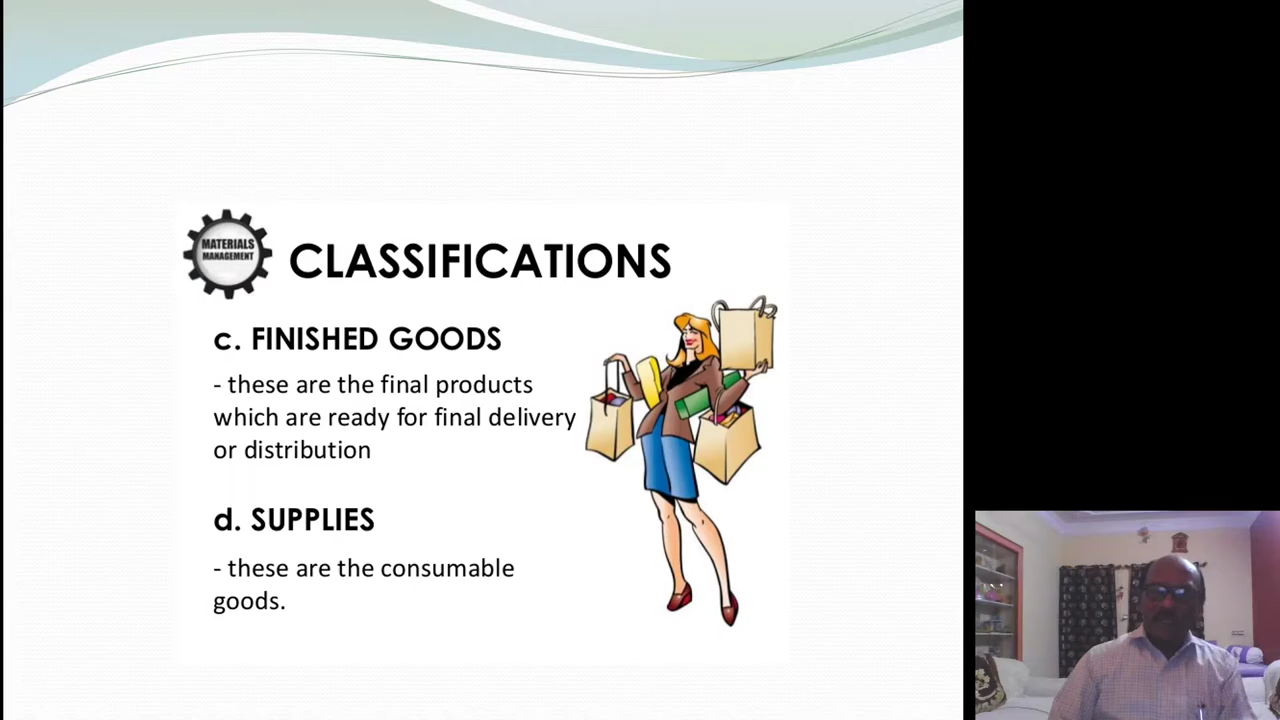 MATERIALS
MANAGEMENT
CLASSIFICATIONS
c. FINISHED GOODS
- these are the final products
which are ready for final delivery
or distribution
d. SUPPLIES
- these are the consumable
goods.